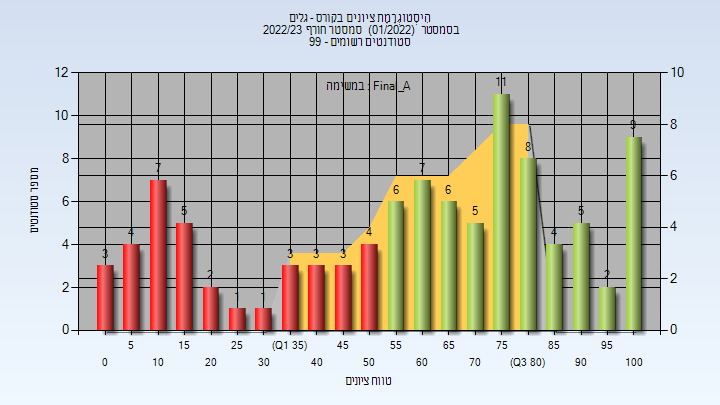 היסטוגרמת ציונים בקורס - גלים
בסמסטר (01/2022) סמסטר חורף 2022/23
סטודנטים רשומים - 99
במשימה : Final_A
מספר סטודנטים
12 10 8 6 4 2 0
10 8 6 4 2 0
3 4 7 5 2 1 1 3 3 3 4 6 7 6 5 11 8 4 5 2 9
5 15 25 (Q1 35) 45 55 65 75 85 95
0 10 20 30 40 50 60 70 (Q3 80) 90 100
טווח ציונים